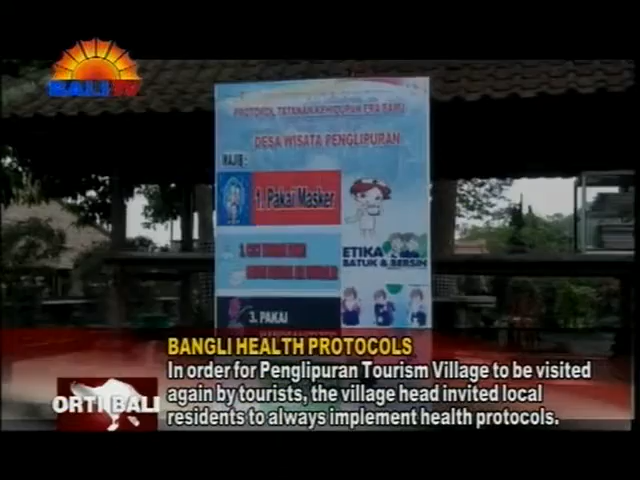 BALI TV
PROTOKOL TATANAN KEHIDUPAN ERA BARU
DESA WISATA PENGLIPURAN
WAJIB :
1. Pakai Masker
ETIKA
BATUK & BERSIN
3. PAKAI
BANGLI HEALTH PROTOCOLS
In order for Penglipuran Tourism Village to be visited
again by tourists, the village head invited local
residents to always implement health protocols.
ORTI BALI